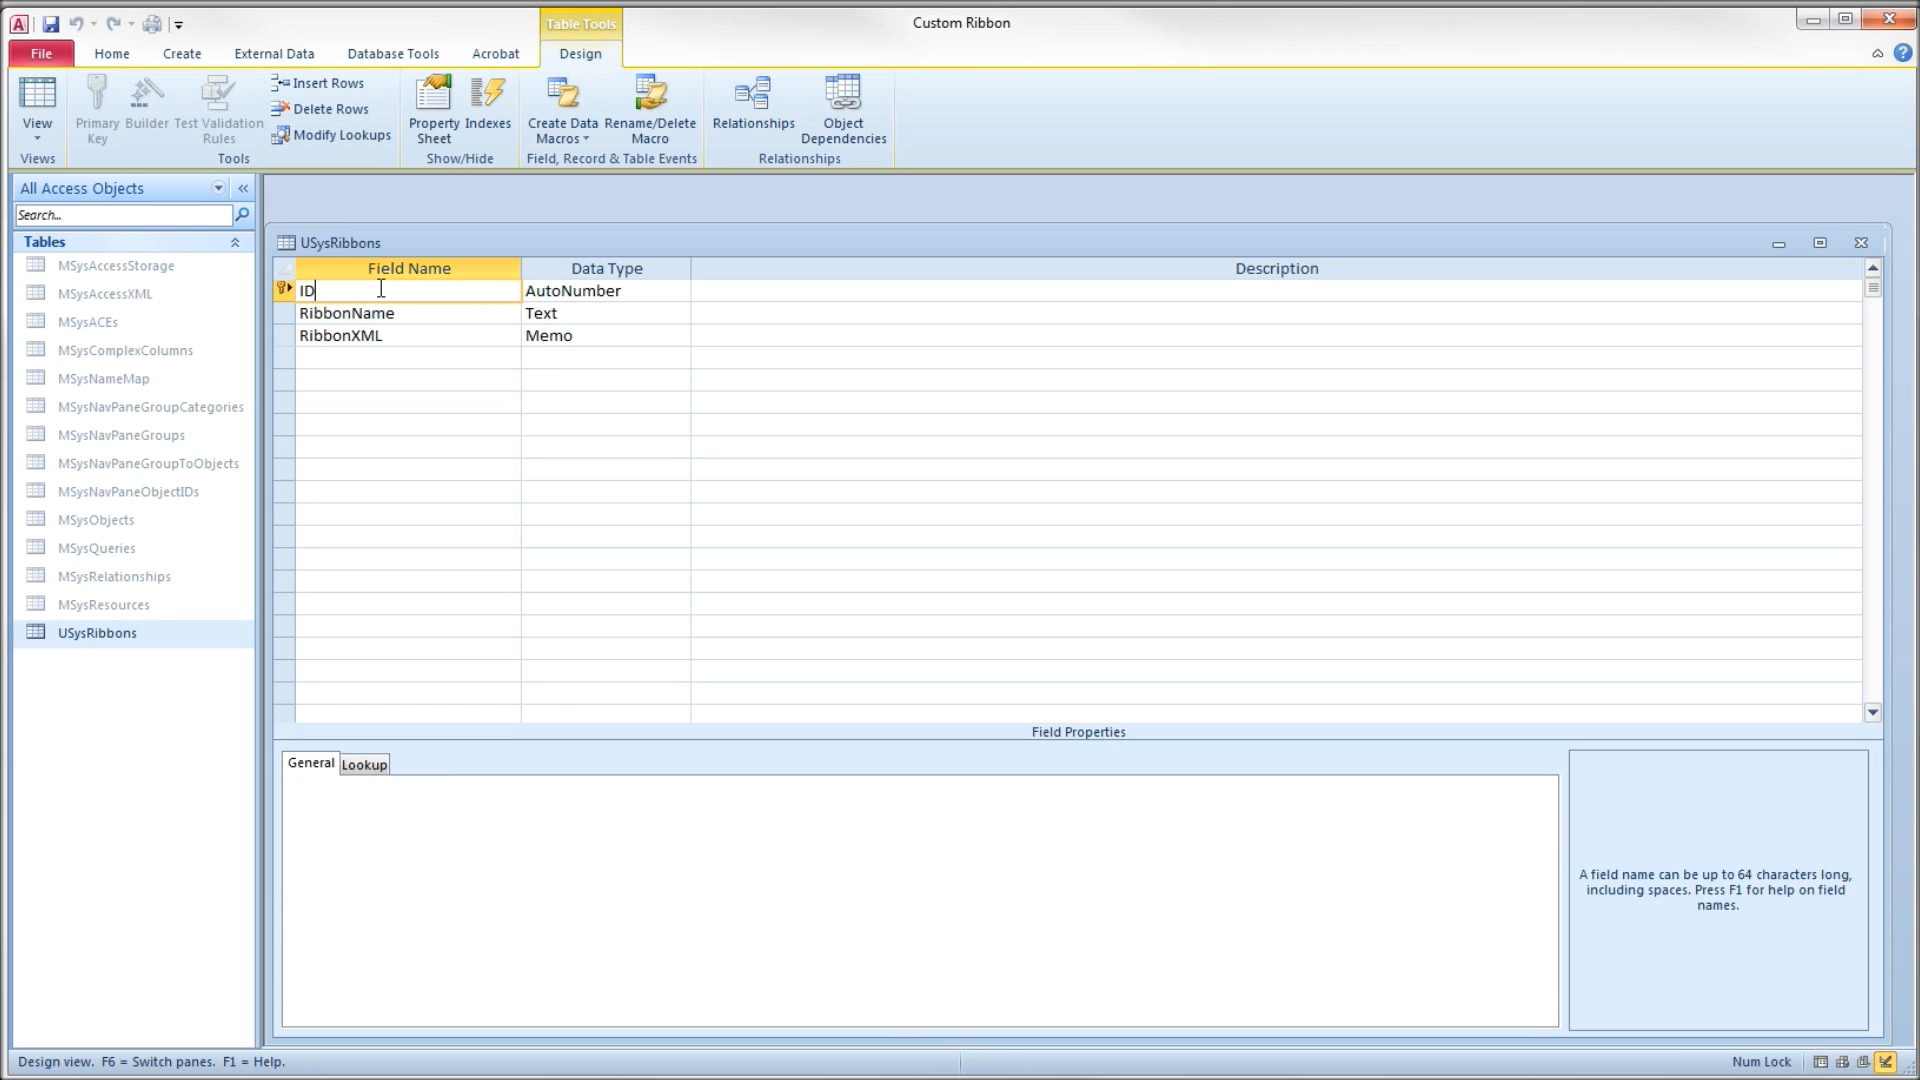 Table Tools
Custom Ribbon
File Home Create External Data Database Tools Acrobat Design
View
Primary Key
Builder
Test Validation Rules
Insert Rows
Delete Rows
Modify Lookups
Property Sheet
Indexes
Create Data Macros
Rename/Delete Macro
Relationships
Object Dependencies
Views Tools Show/Hide Field, Record & Table Events Relationships
All Access Objects
Search...
Tables
MSysAccessStorage
MSysAccessXML
MSysACEs
MSysComplexColumns
MSysNameMap
MSysNavPaneGroupCategories
MSysNavPaneGroups
MSysNavPaneGroupToObjects
MSysNavPaneObjectIDs
MSysObjects
MSysQueries
MSysRelationships
MSysResources
USysRibbons
USysRibbons
Field Name Data Type Description
ID AutoNumber
RibbonName Text
RibbonXML Memo
Field Properties
General Lookup
A field name can be up to 64 characters long,
including spaces. Press F1 for help on field
names.
Design view. F6 = Switch panes. F1 = Help.
Num Lock